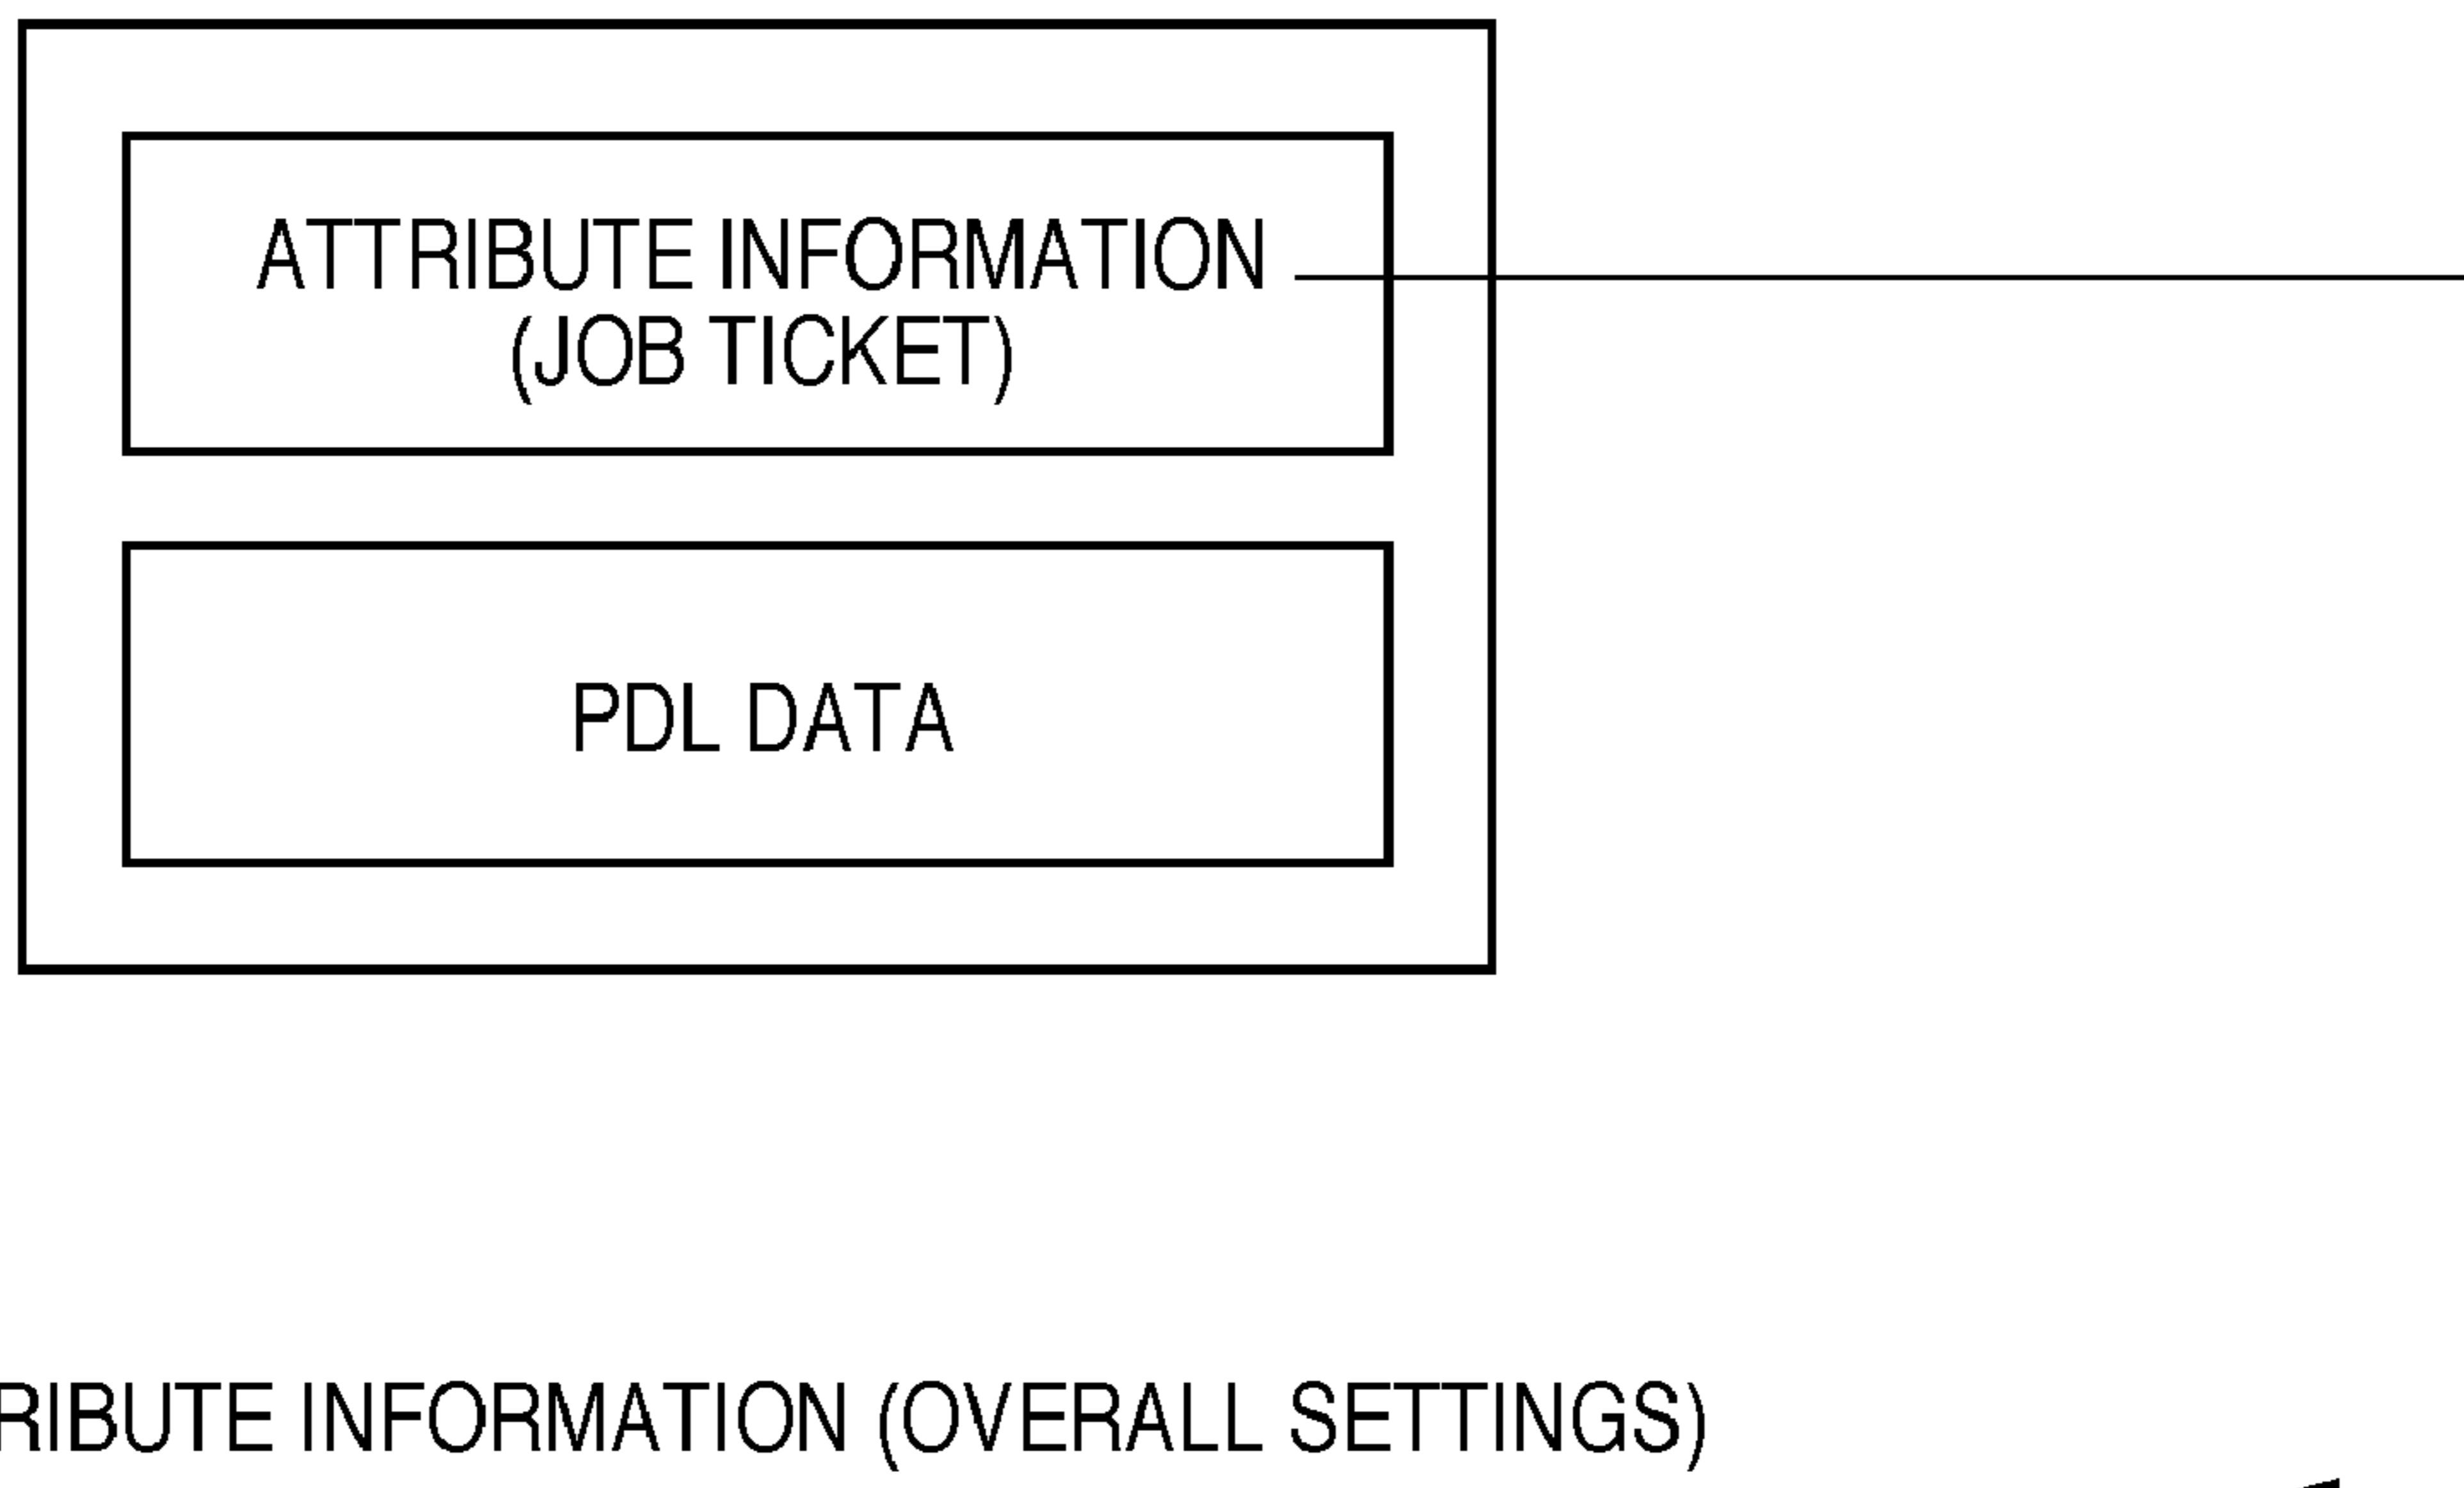 ATTRIBUTE INFORMATION
(JOB TICKET)
PDL DATA
RIBUTE INFORMATION (OVERALL SETTINGS)